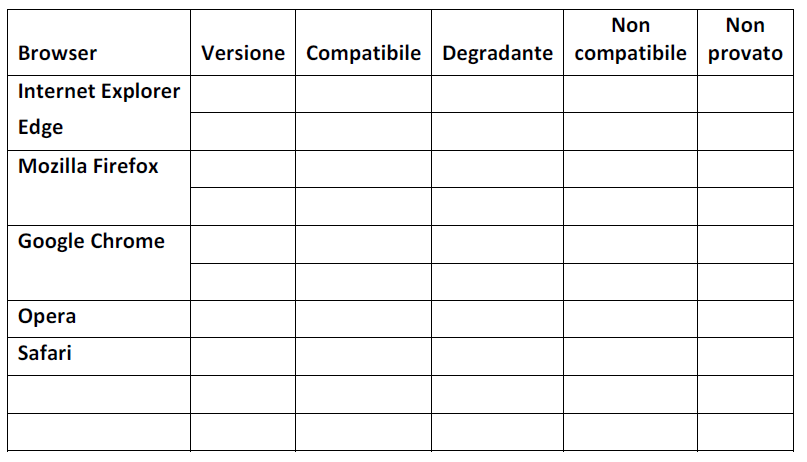 Browser Versione Compatibile Degradante Non compatibile Non provato
Internet Explorer
Edge
Mozilla Firefox
Google Chrome
Opera
Safari